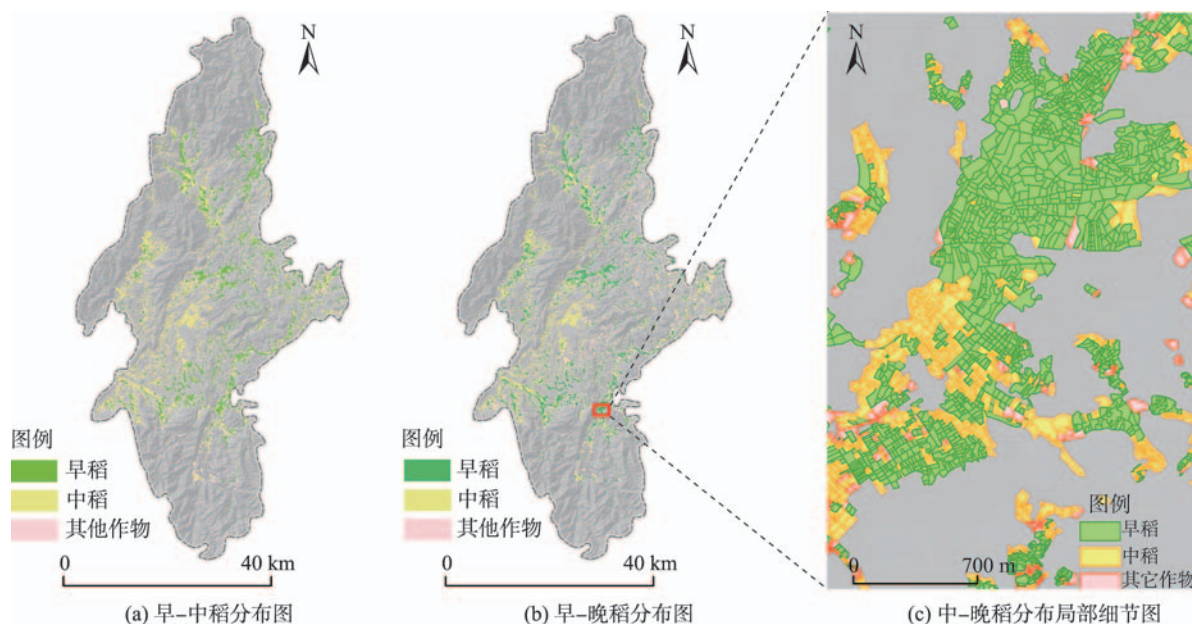 N
图例
早稻
中稻
其他作物
0 40 km
(a) 早–中稻分布图
N
图例
早稻
中稻
其他作物
0 40 km
(b) 早–晚稻分布图
N
图例
早稻
中稻
其它作物
0 700 m
(c) 中–晚稻分布局部细节图